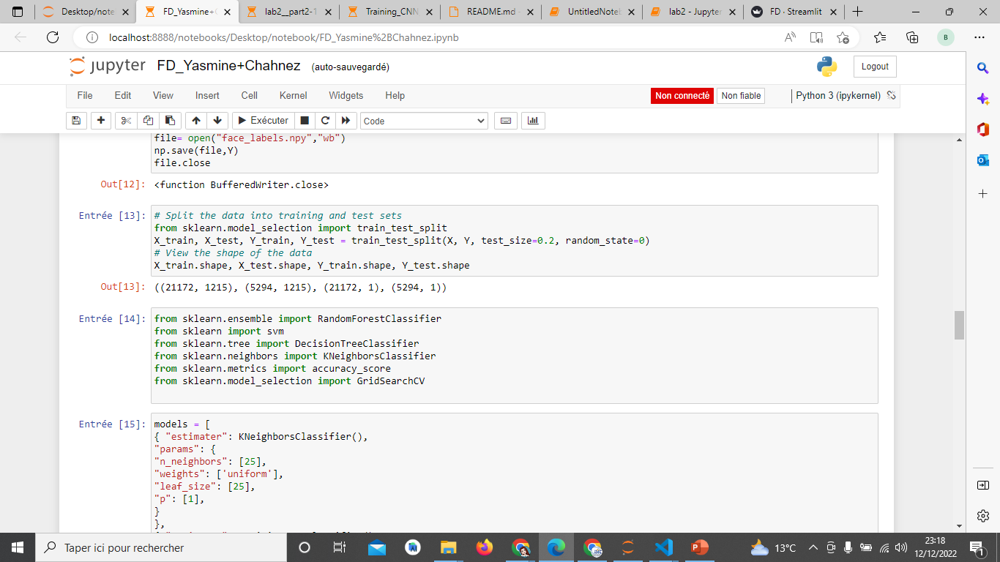 Desktop/note
FD_Yasmine+C
lab2__part2-1
Training_CNN
README.md
UntitledNoteb
lab2 - Jupyter
FD · Streamlit
localhost:8888/notebooks/Desktop/notebook/FD_Yasmine%2BChahnez.ipynb
B
jupyter FD_Yasmine+Chahnez (auto-sauvegardé)
Logout
File Edit View Insert Cell Kernel Widgets Help
Non connecté Non fiable Python 3 (ipykernel)
Exécuter Code
file= open("face_labels.npy","wb")
np.save(file,Y)
file.close
Out[12]: <function BufferedWriter.close>
Entrée [13]: # Split the data into training and test sets
from sklearn.model_selection import train_test_split
X_train, X_test, Y_train, Y_test = train_test_split(X, Y, test_size=0.2, random_state=0)
# View the shape of the data
X_train.shape, X_test.shape, Y_train.shape, Y_test.shape
Out[13]: ((21172, 1215), (5294, 1215), (21172, 1), (5294, 1))
Entrée [14]: from sklearn.ensemble import RandomForestClassifier
from sklearn import svm
from sklearn.tree import DecisionTreeClassifier
from sklearn.neighbors import KNeighborsClassifier
from sklearn.metrics import accuracy_score
from sklearn.model_selection import GridSearchCV
Entrée [15]: models = [
{ "estimater": KNeighborsClassifier(),
"params": {
"n_neighbors": [25],
"weights": ['uniform'],
"leaf_size": [25],
"p": [1],
}
},
Taper ici pour rechercher
13°C
23:18
12/12/2022
1